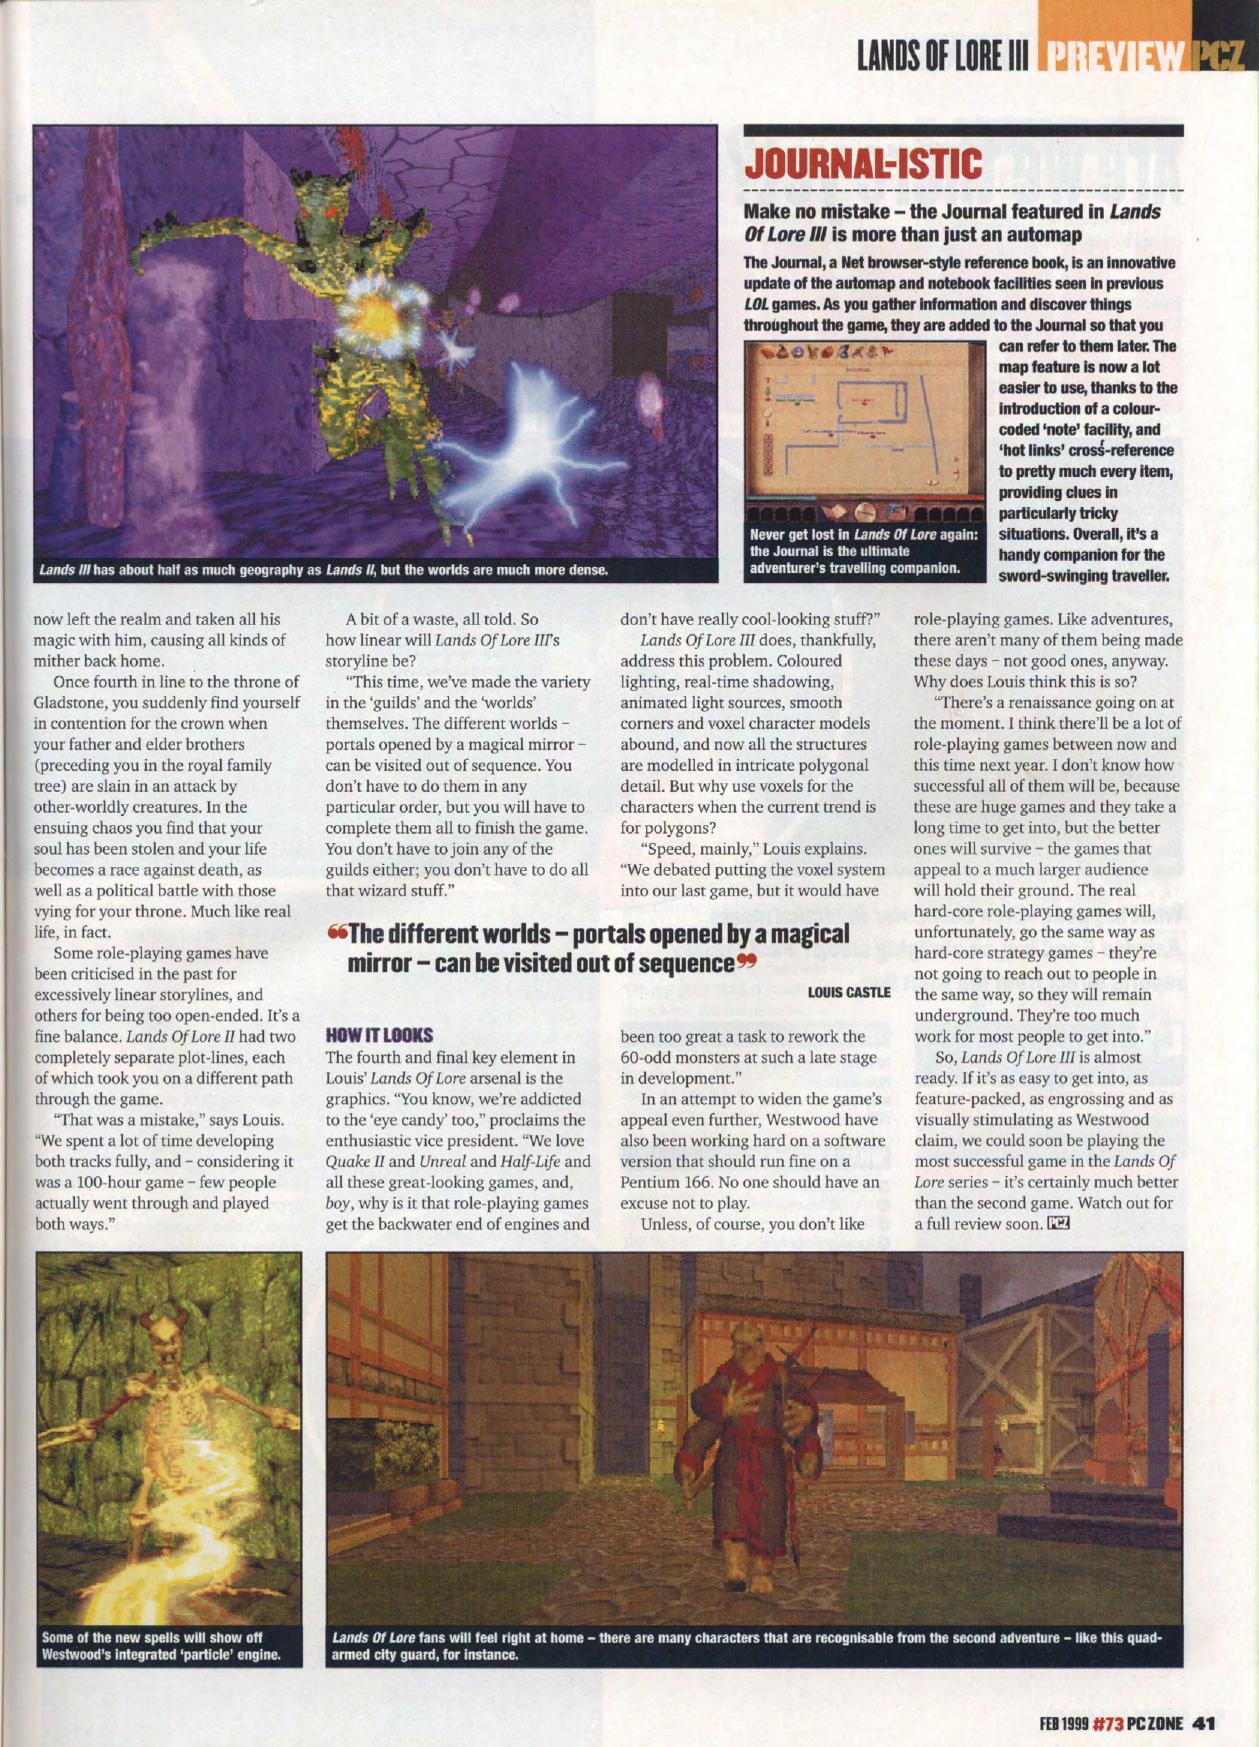 LANDS OF LORE III PREVIEW PCZ
Lands III has about half as much geography as Lands II, but the worlds are much more dense.
JOURNAL-ISTIC
Make no mistake – the Journal featured in Lands
Of Lore III is more than just an automap
The Journal, a Net browser-style reference book, is an innovative
update of the automap and notebook facilities seen in previous
LOL games. As you gather information and discover things
throughout the game, they are added to the Journal so that you
can refer to them later. The
map feature is now a lot
easier to use, thanks to the
introduction of a colour-
coded ‘note’ facility, and
‘hot links’ cross-reference
to pretty much every item,
providing clues in
particularly tricky
situations. Overall, it’s a
handy companion for the
sword-swinging traveller.
Never get lost in Lands Of Lore again:
the Journal is the ultimate
adventurer’s travelling companion.
now left the realm and taken all his
magic with him, causing all kinds of
mither back home.
Once fourth in line to the throne of
Gladstone, you suddenly find yourself
in contention for the crown when
your father and elder brothers
(preceding you in the royal family
tree) are slain in an attack by
other-worldly creatures. In the
ensuing chaos you find that your
soul has been stolen and your life
becomes a race against death, as
well as a political battle with those
vying for your throne. Much like real
life, in fact.
Some role-playing games have
been criticised in the past for
excessively linear storylines, and
others for being too open-ended. It’s a
fine balance. Lands Of Lore II had two
completely separate plot-lines, each
of which took you on a different path
through the game.
“That was a mistake,” says Louis.
“We spent a lot of time developing
both tracks fully, and – considering it
was a 100-hour game – few people
actually went through and played
both ways.”
A bit of a waste, all told. So
how linear will Lands Of Lore III’s
storyline be?
“This time, we’ve made the variety
in the ‘guilds’ and the ‘worlds’
themselves. The different worlds –
portals opened by a magical mirror –
can be visited out of sequence. You
don’t have to do them in any
particular order, but you will have to
complete them all to finish the game.
You don’t have to join any of the
guilds either; you don’t have to do all
that wizard stuff.”
“The different worlds – portals opened by a magical
mirror – can be visited out of sequence”
LOUIS CASTLE
HOW IT LOOKS
The fourth and final key element in
Louis’ Lands Of Lore arsenal is the
graphics. “You know, we’re addicted
to the ‘eye candy’ too,” proclaims the
enthusiastic vice president. “We love
Quake II and Unreal and Half-Life and
all these great-looking games, and,
boy, why is it that role-playing games
get the backwater end of engines and
don’t have really cool-looking stuff?”
Lands Of Lore III does, thankfully,
address this problem. Coloured
lighting, real-time shadowing,
animated light sources, smooth
corners and voxel character models
abound, and now all the structures
are modelled in intricate polygonal
detail. But why use voxels for the
characters when the current trend is
for polygons?
“Speed, mainly,” Louis explains.
“We debated putting the voxel system
into our last game, but it would have
been too great a task to rework the
60-odd monsters at such a late stage
in development.”
In an attempt to widen the game’s
appeal even further, Westwood have
also been working hard on a software
version that should run fine on a
Pentium 166. No one should have an
excuse not to play.
Unless, of course, you don’t like
role-playing games. Like adventures,
there aren’t many of them being made
these days – not good ones, anyway.
Why does Louis think this is so?
“There’s a renaissance going on at
the moment. I think there’ll be a lot of
role-playing games between now and
this time next year. I don’t know how
successful all of them will be, because
these are huge games and they take a
long time to get into, but the better
ones will survive – the games that
appeal to a much larger audience
will hold their ground. The real
hard-core role-playing games will,
unfortunately, go the same way as
hard-core strategy games – they’re
not going to reach out to people in
the same way, so they will remain
underground. They’re too much
work for most people to get into.”
So, Lands Of Lore III is almost
ready. If it’s as easy to get into, as
feature-packed, as engrossing and as
visually stimulating as Westwood
claim, we could soon be playing the
most successful game in the Lands Of
Lore series – it’s certainly much better
than the second game. Watch out for
a full review soon. PCZ
Some of the new spells will show off
Westwood’s integrated ‘particle’ engine.
Lands Of Lore fans will feel right at home – there are many characters that are recognisable from the second adventure – like this quad-
armed city guard, for instance.
FEB 1999 #73 PC ZONE 41